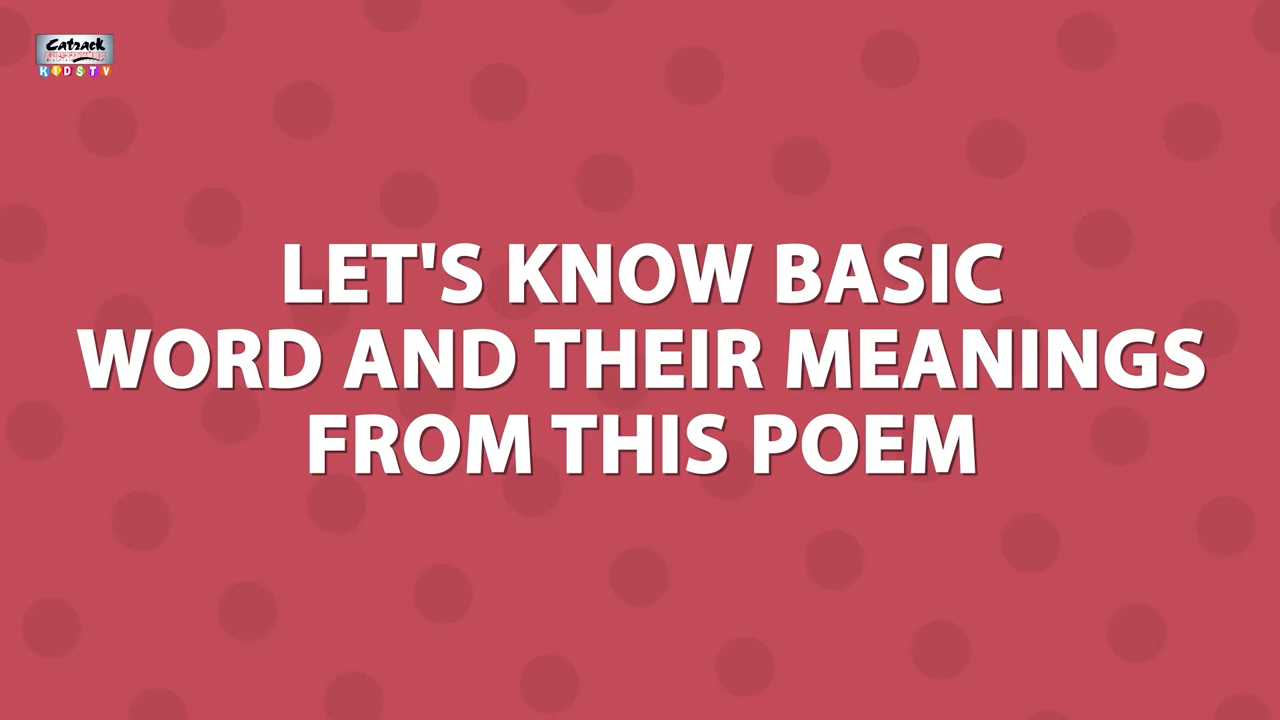 Catrack
KIDS TV
LET'S KNOW BASIC
WORD AND THEIR MEANINGS
FROM THIS POEM